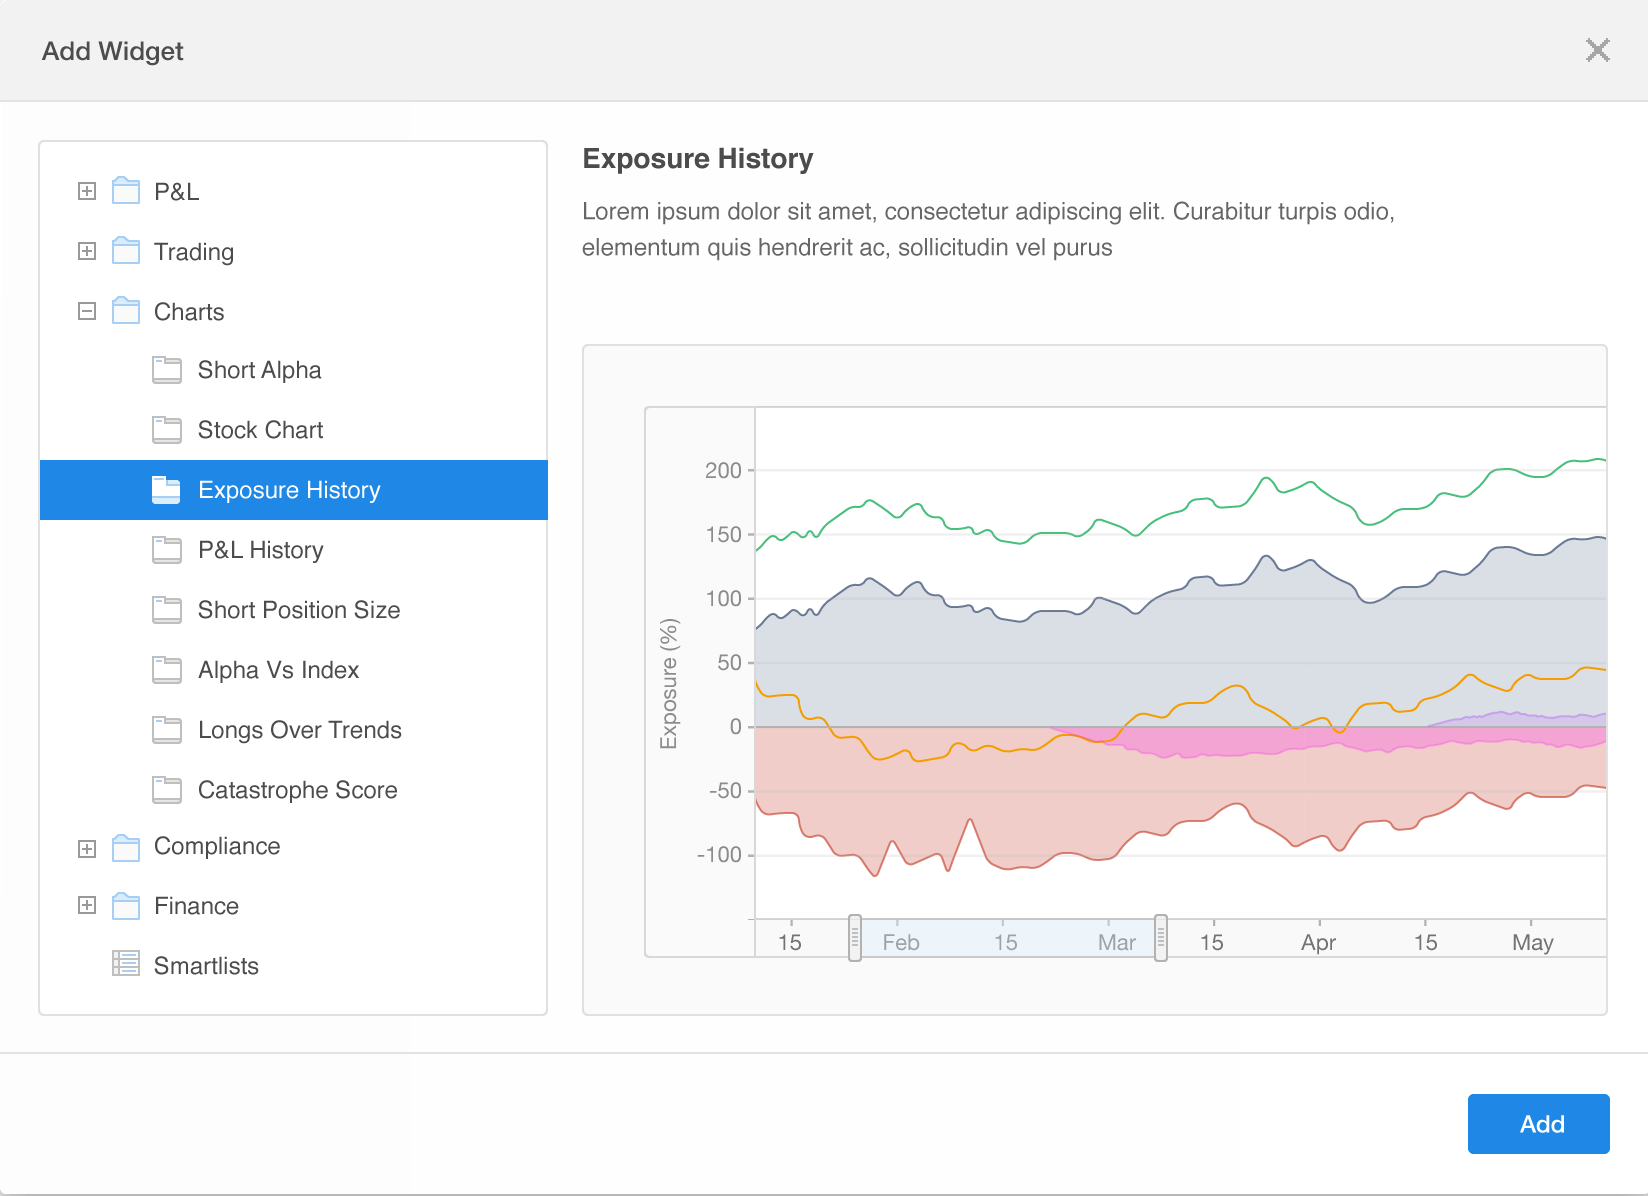 Add Widget
P&L
Trading
Charts
Short Alpha
Stock Chart
Exposure History
P&L History
Short Position Size
Alpha Vs Index
Longs Over Trends
Catastrophe Score
Compliance
Finance
Smartlists
Exposure History
Lorem ipsum dolor sit amet, consectetur adipiscing elit. Curabitur turpis odio,
elementum quis hendrerit ac, sollicitudin vel purus
Exposure (%)
200
150
100
50
0
-50
-100
15 Feb 15 Mar 15 Apr 15 May
Add